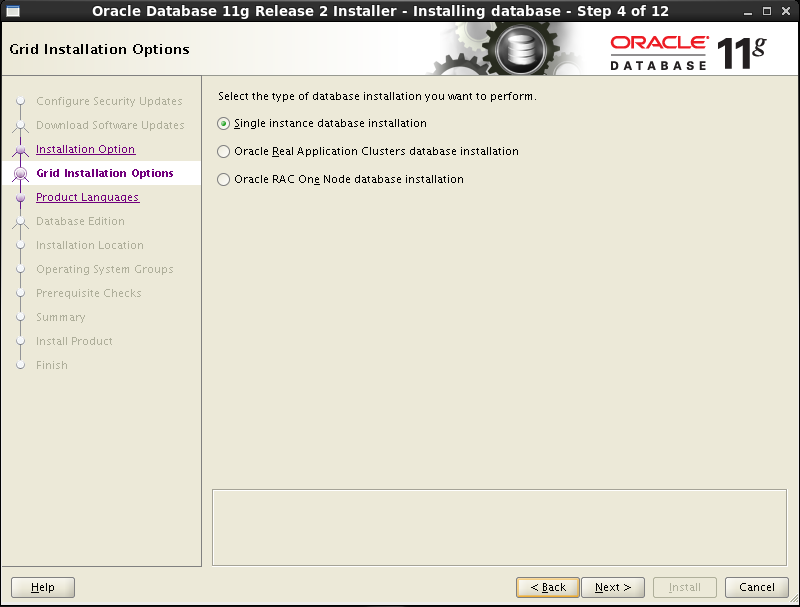 Oracle Database 11g Release 2 Installer - Installing database - Step 4 of 12
Grid Installation Options
ORACLE
DATABASE
11g
Configure Security Updates
Download Software Updates
Installation Option
Grid Installation Options
Product Languages
Database Edition
Installation Location
Operating System Groups
Prerequisite Checks
Summary
Install Product
Finish
Select the type of database installation you want to perform.
Single instance database installation
Oracle Real Application Clusters database installation
Oracle RAC One Node database installation
Help
< Back
Next >
Install
Cancel